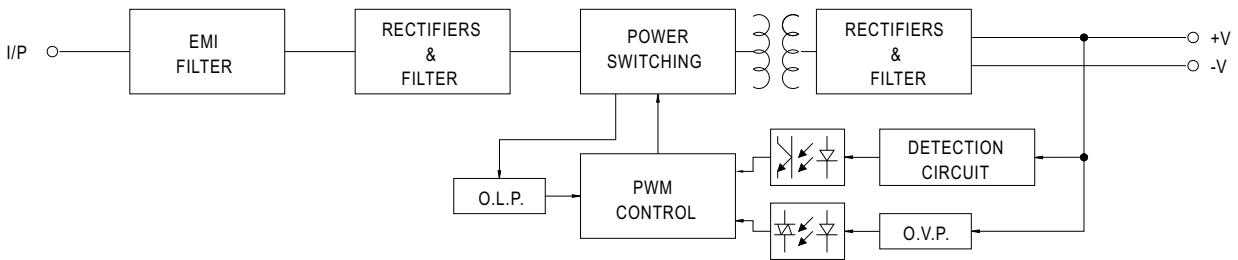 I/P
EMI
FILTER
RECTIFIERS
&
FILTER
POWER
SWITCHING
RECTIFIERS
&
FILTER
+V
-V
O.L.P.
PWM
CONTROL
DETECTION
CIRCUIT
O.V.P.